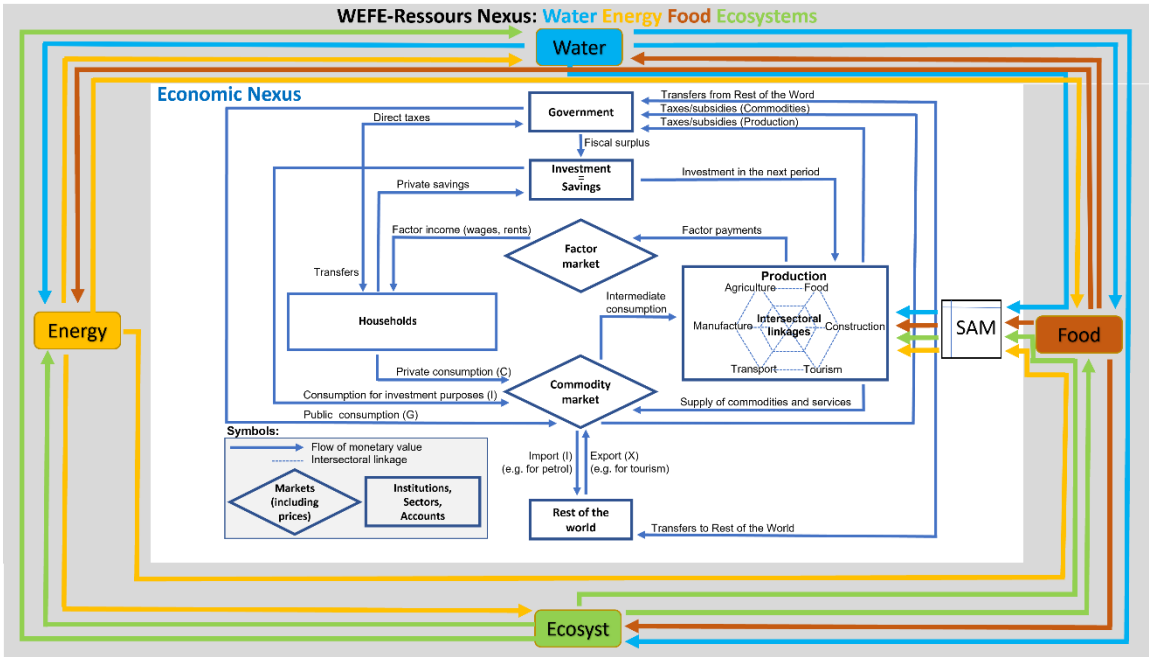 WEFE-Ressours Nexus: Water Energy Food Ecosystems
Water
Economic Nexus
Transfers from Rest of the Word
Government
Taxes/subsidies (Commodities)
Direct taxes
Taxes/subsidies (Production)
Fiscal surplus
Investment
=
Savings
Investment in the next period
Private savings
Factor income (wages, rents)
Factor payments
Factor
market
Transfers
Production
Agriculture
Food
Intermediate
consumption
Households
Manufacture
Intersectoral
linkages
Construction
SAM
Energy
Food
Transport
Tourism
Private consumption (C)
Commodity
market
Consumption for investment purposes (I)
Supply of commodities and services
Public consumption (G)
Symbols:
Flow of monetary value
Intersectoral linkage
Markets
(including
prices)
Institutions,
Sectors,
Accounts
Import (I)
(e.g. for petrol)
Export (X)
(e.g. for tourism)
Rest of the
world
Transfers to Rest of the World
Ecosyst